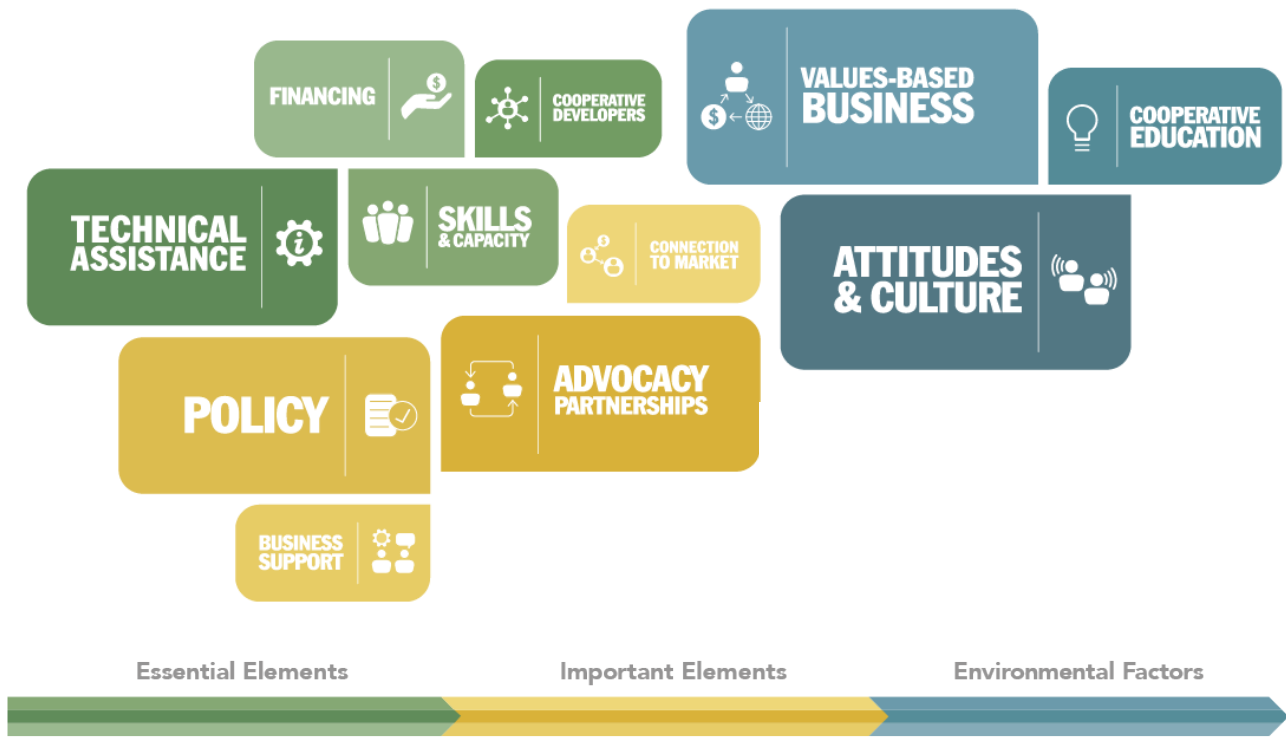 FINANCING
COOPERATIVE
DEVELOPERS
VALUES-BASED
BUSINESS
COOPERATIVE
EDUCATION
TECHNICAL
ASSISTANCE
i
SKILLS
& CAPACITY
CONNECTION
TO MARKET
ATTITUDES
& CULTURE
POLICY
ADVOCACY
PARTNERSHIPS
BUSINESS
SUPPORT
Essential Elements
Important Elements
Environmental Factors